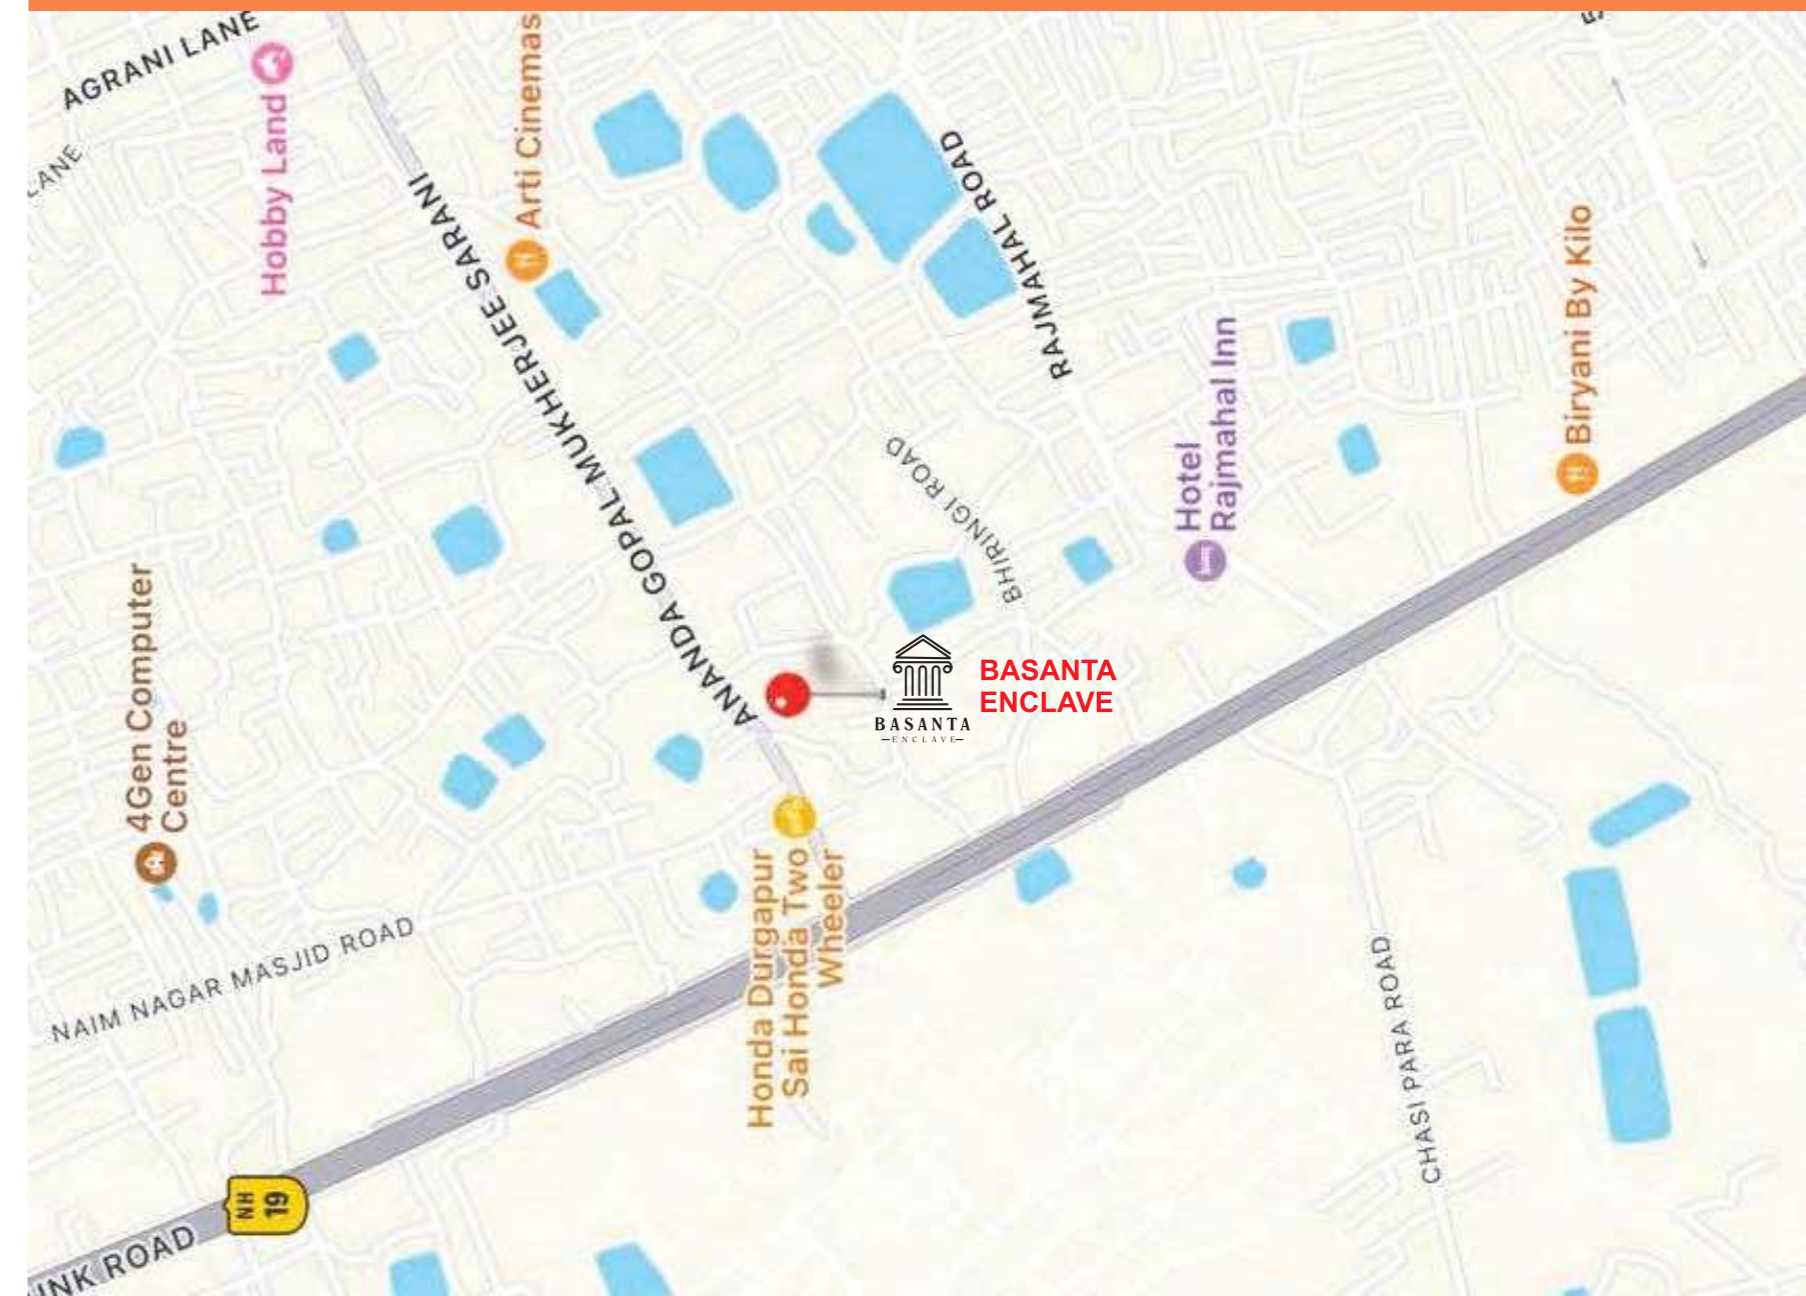 AGRANI LANE
LANE
Hobby Land
Arti Cinemas
ANANDA GOPAL MUKHERJEE SARANI
RAJMAHAL ROAD
BHIRINGI ROAD
Hotel
Rajmahal Inn
Biryani By Kilo
4Gen Computer
Centre
BASANTA
ENCLAVE
BASANTA
ENCLAVE
Honda Durgapur
Sai Honda Two
Wheeler
NAIM NAGAR MASJID ROAD
CHASI PARA ROAD
NH
19
ROAD